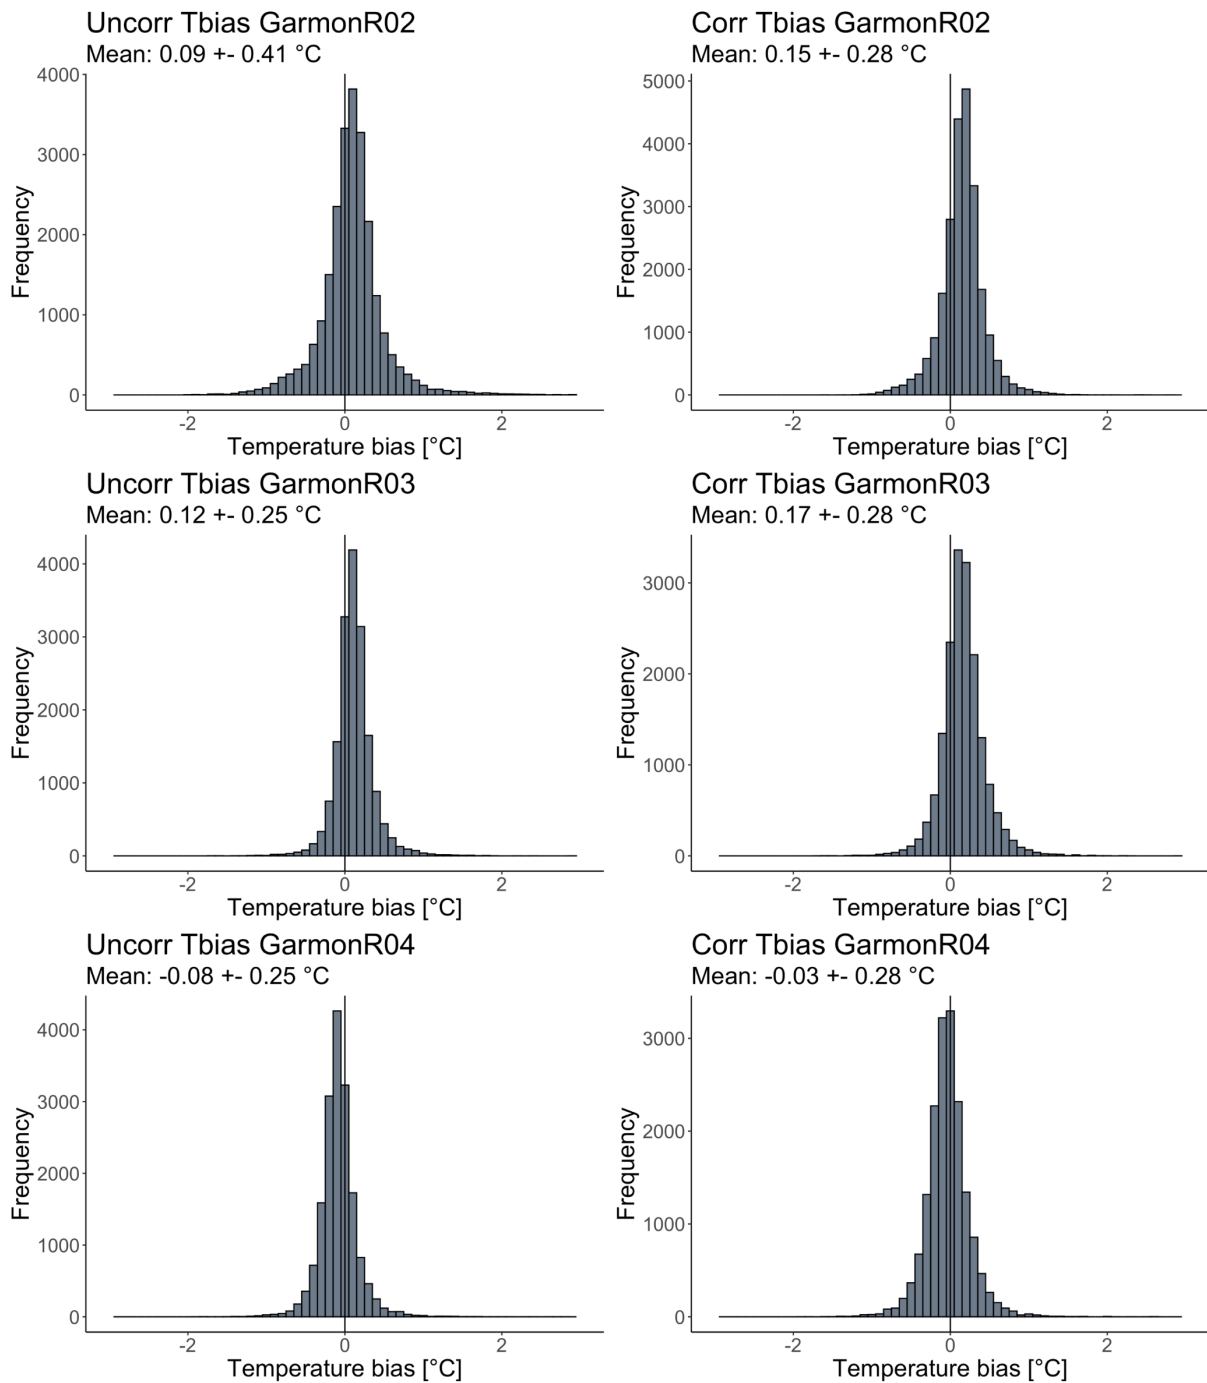 Uncorr Tbias GarmonR02
Mean: 0.09 +- 0.41 °C
4000
3000
2000
1000
0
Frequency
-2 0 2
Temperature bias [°C]
Corr Tbias GarmonR02
Mean: 0.15 +- 0.28 °C
5000
4000
3000
2000
1000
0
Frequency
-2 0 2
Temperature bias [°C]
Uncorr Tbias GarmonR03
Mean: 0.12 +- 0.25 °C
4000
3000
2000
1000
0
Frequency
-2 0 2
Temperature bias [°C]
Corr Tbias GarmonR03
Mean: 0.17 +- 0.28 °C
3000
2000
1000
0
Frequency
-2 0 2
Temperature bias [°C]
Uncorr Tbias GarmonR04
Mean: -0.08 +- 0.25 °C
4000
3000
2000
1000
0
Frequency
-2 0 2
Temperature bias [°C]
Corr Tbias GarmonR04
Mean: -0.03 +- 0.28 °C
3000
2000
1000
0
Frequency
-2 0 2
Temperature bias [°C]